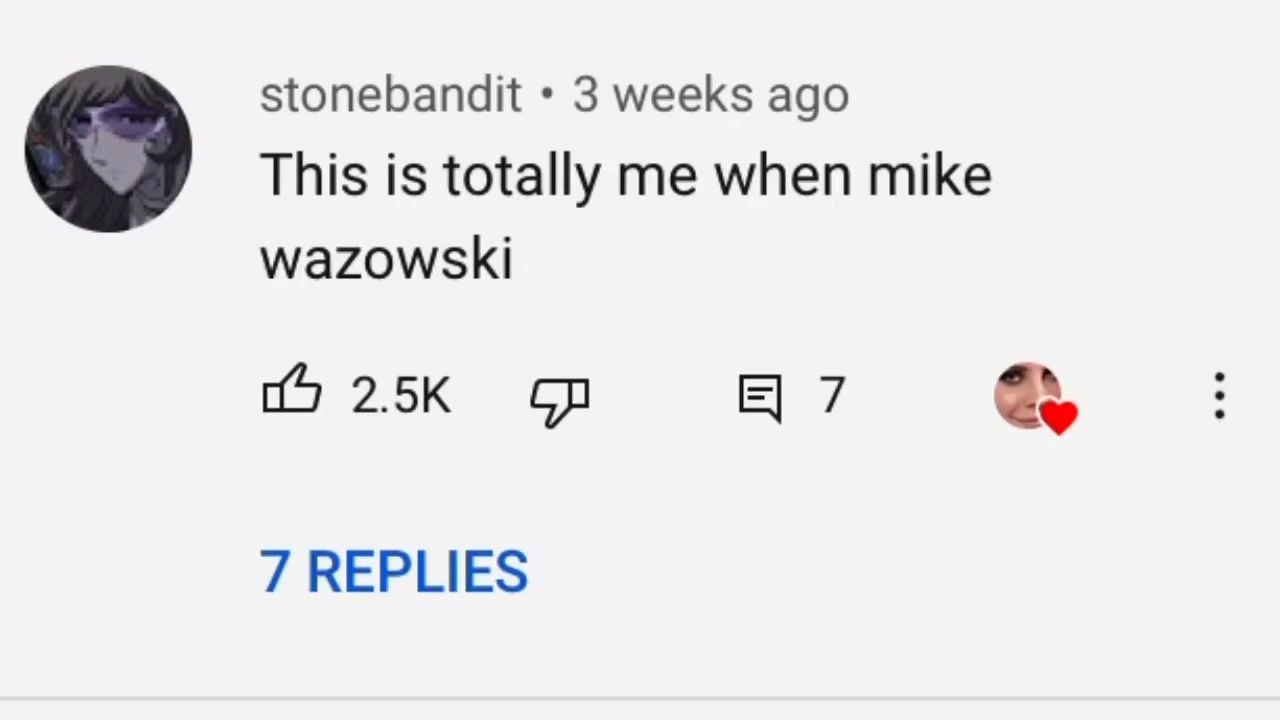 stonebandit • 3 weeks ago
This is totally me when mike
wazowski
2.5K 7
7 REPLIES